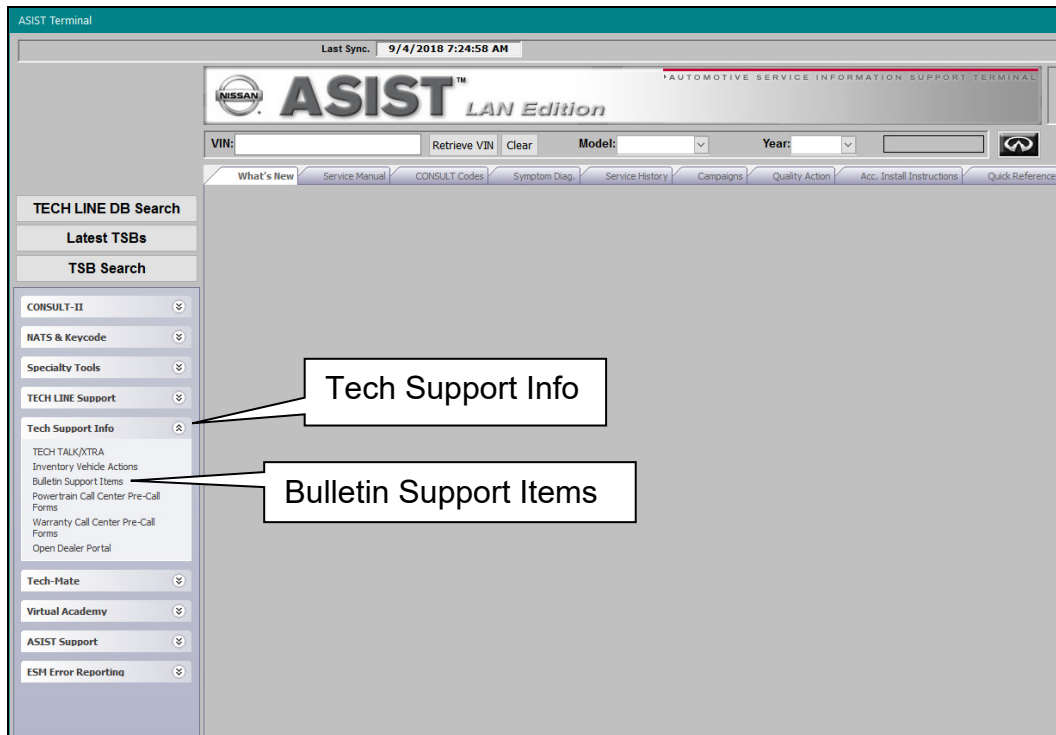 ASIST Terminal
Last Sync. 9/4/2018 7:24:58 AM
NISSAN ASIST™ LAN Edition
AUTOMOTIVE SERVICE INFORMATION SUPPORT TERMINAL
VIN: Retrieve VIN Clear Model: Year:
What's New Service Manual CONSULT Codes Symptom Diag. Service History Campaigns Quality Action Acc. Install Instructions Quick Reference
TECH LINE DB Search
Latest TSBs
TSB Search
CONSULT-II
NATS & Keycode
Specialty Tools
TECH LINE Support
Tech Support Info
TECH TALK/XTRA
Inventory Vehicle Actions
Bulletin Support Items
Powertrain Call Center Pre-Call
Forms
Warranty Call Center Pre-Call
Forms
Open Dealer Portal
Tech-Mate
Virtual Academy
ASIST Support
ESM Error Reporting
Tech Support Info
Bulletin Support Items